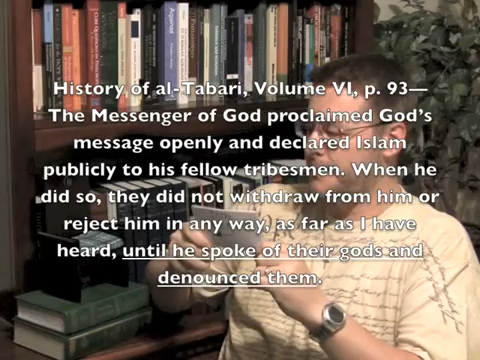 History of al-Tabari, Volume VI, p. 93—
The Messenger of God proclaimed God's
message openly and declared Islam
publicly to his fellow tribesmen. When he
did so, they did not withdraw from him or
reject him in any way, as far as I have
heard, until he spoke of their gods and
denounced them.